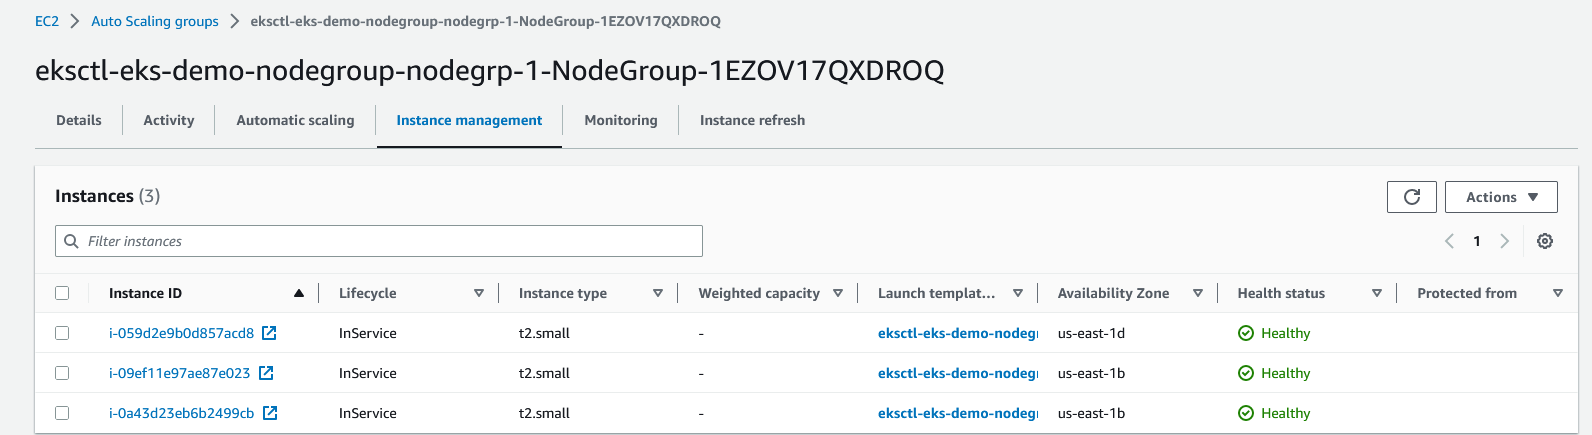 EC2 Auto Scaling groups eksctl-eks-demo-nodegroup-nodegrp-1-NodeGroup-1EZOV17QXDROQ
eksctl-eks-demo-nodegroup-nodegrp-1-NodeGroup-1EZOV17QXDROQ
Details Activity Automatic scaling Instance management Monitoring Instance refresh
Instances (3)
Actions
Filter instances
1
Instance ID Lifecycle Instance type Weighted capacity Launch templat... Availability Zone Health status Protected from
i-059d2e9b0d857acd8 InService t2.small - eksctl-eks-demo-nodegr us-east-1d Healthy
i-09ef11e97ae87e023 InService t2.small - eksctl-eks-demo-nodegr us-east-1b Healthy
i-0a43d23eb6b2499cb InService t2.small - eksctl-eks-demo-nodegr us-east-1b Healthy